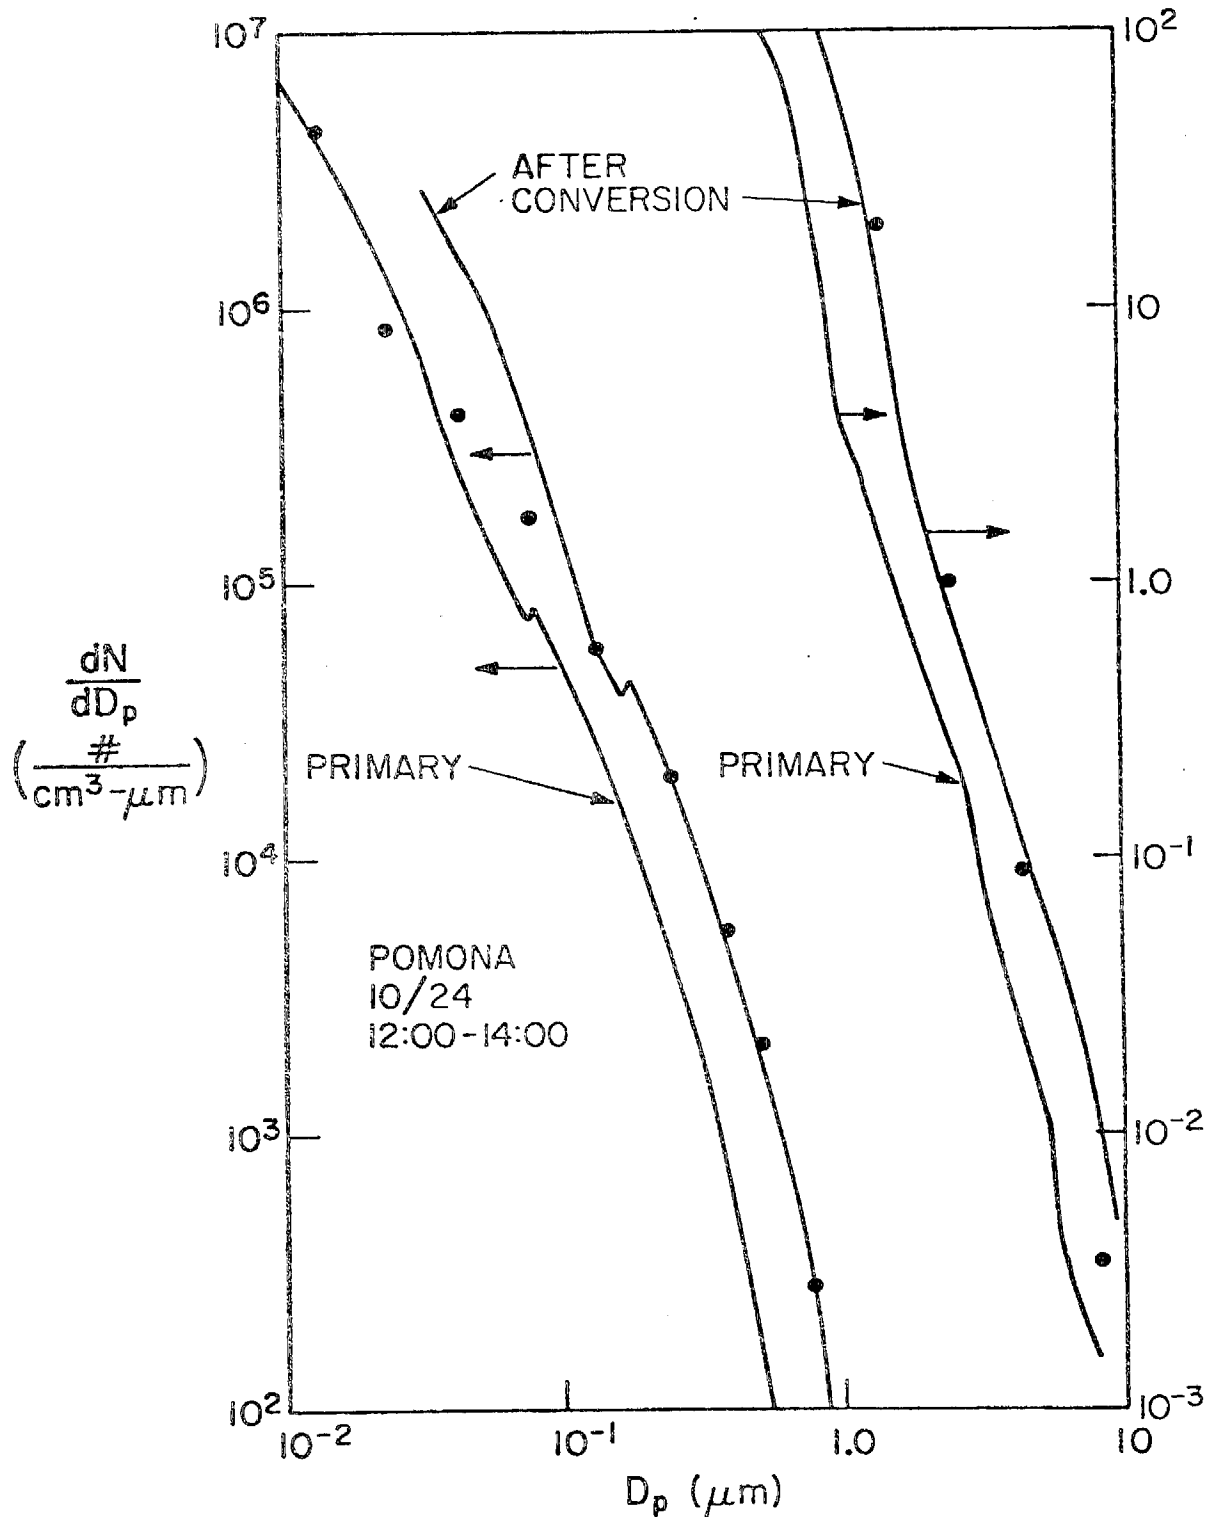 10⁷
10⁶
10⁵
10⁴
10³
10²
dN
dDₚ
(#
cm³-μm)
AFTER
CONVERSION
PRIMARY
PRIMARY
POMONA
10/24
12:00-14:00
10²
10
1.0
10⁻¹
10⁻²
10⁻³
10⁻² 10⁻¹ 1.0 10
Dₚ (μm)